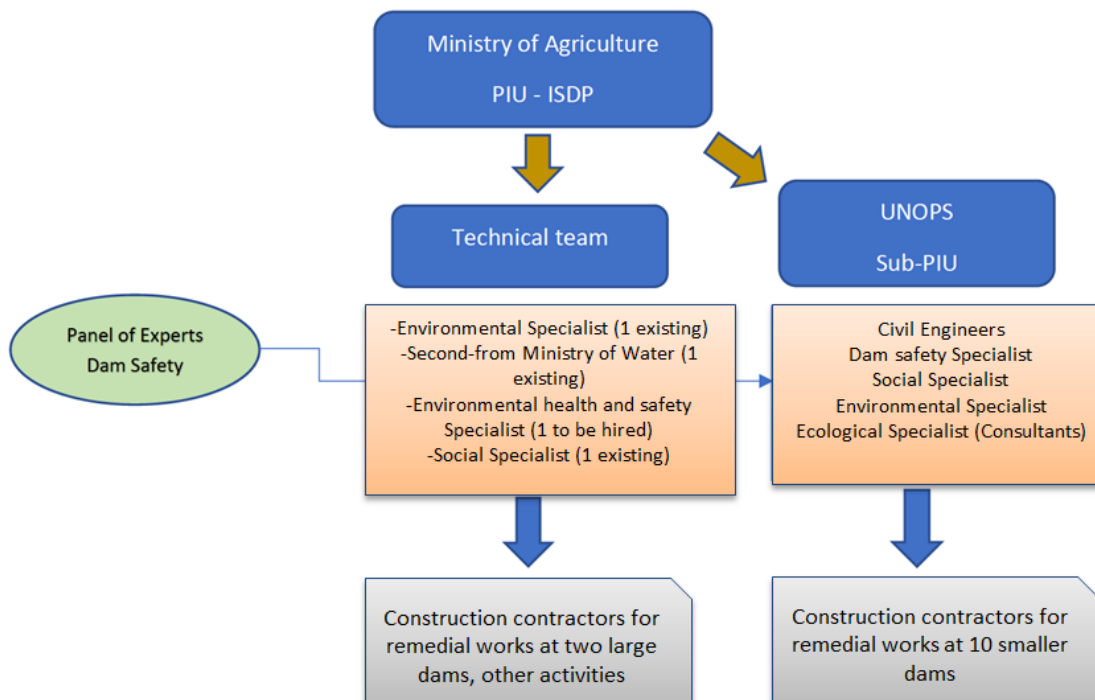 Ministry of Agriculture
PIU - ISDP
Technical team
UNOPS
Sub-PIU
Panel of Experts
Dam Safety
-Environmental Specialist (1 existing)
-Second-from Ministry of Water (1
existing)
-Environmental health and safety
Specialist (1 to be hired)
-Social Specialist (1 existing)
Civil Engineers
Dam safety Specialist
Social Specialist
Environmental Specialist
Ecological Specialist (Consultants)
Construction contractors for
remedial works at two large
dams, other activities
Construction contractors for
remedial works at 10 smaller
dams